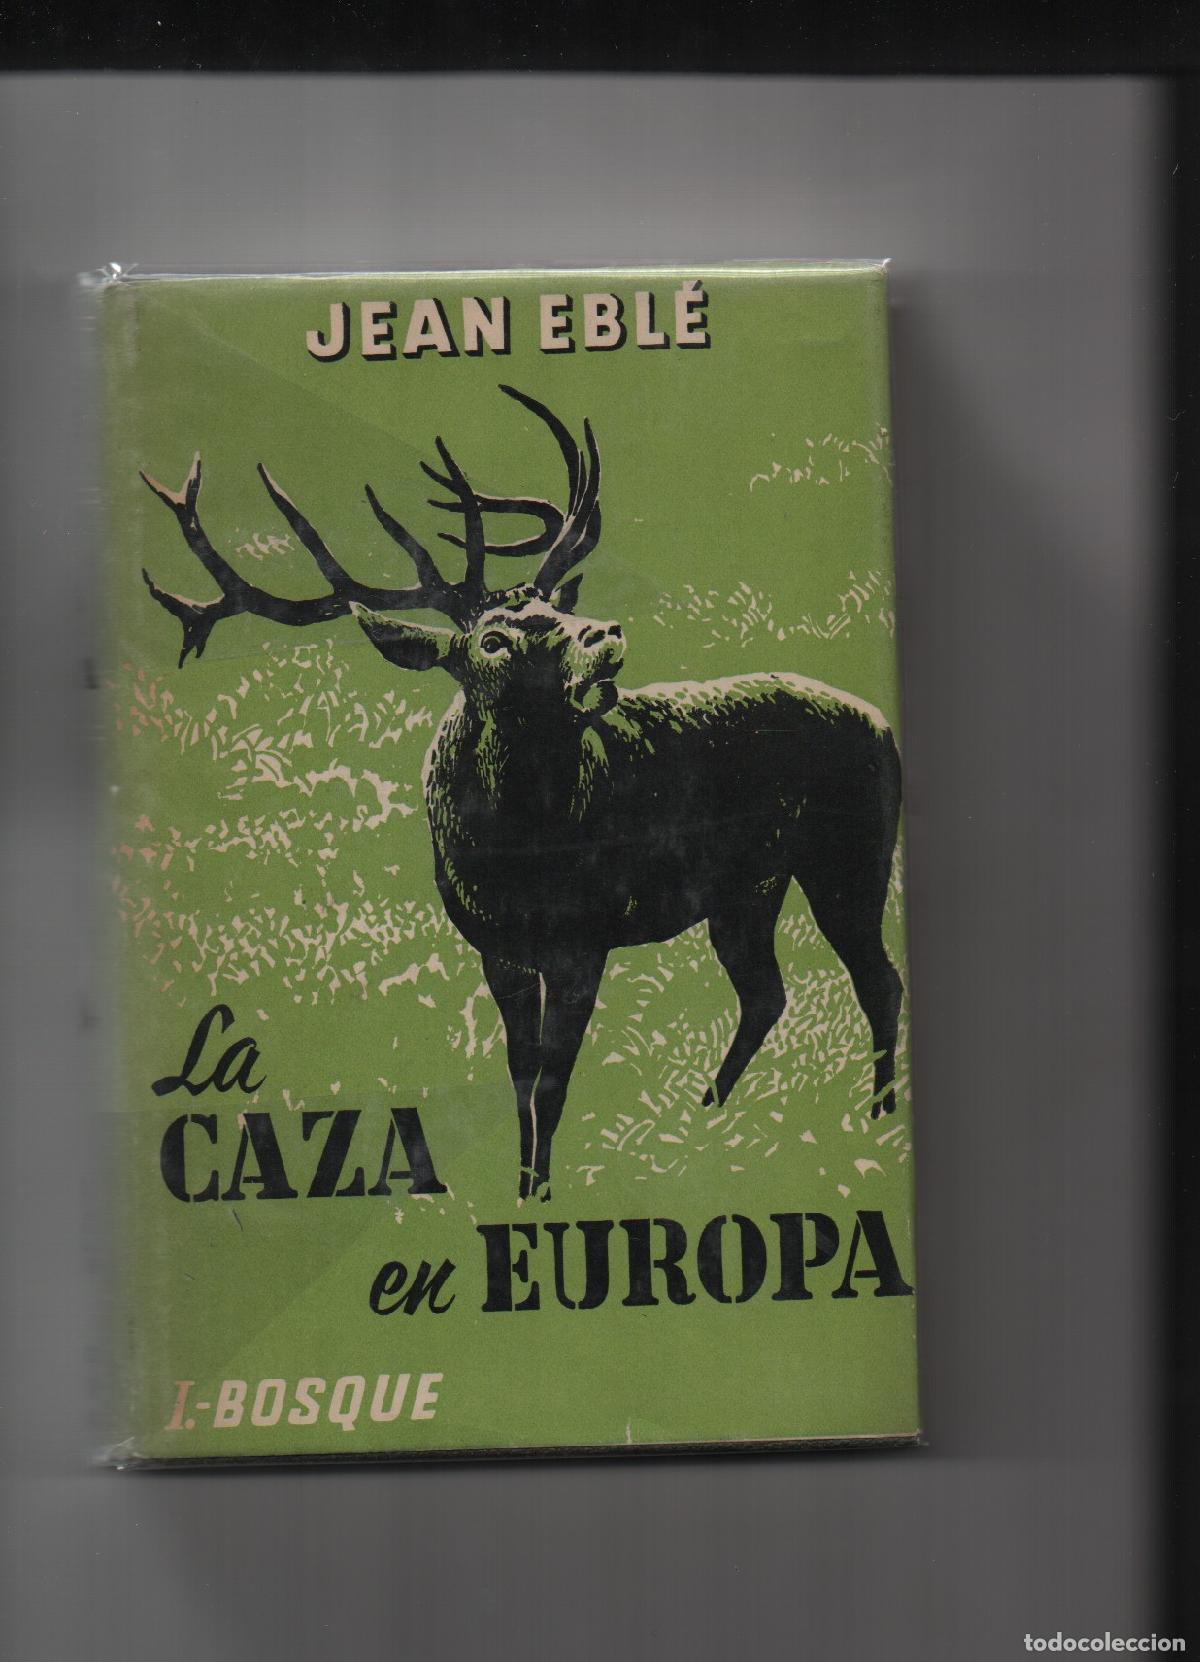 JEAN EBLÉ
La
CAZA
en EUROPA
I.-BOSQUE
todocoleccion